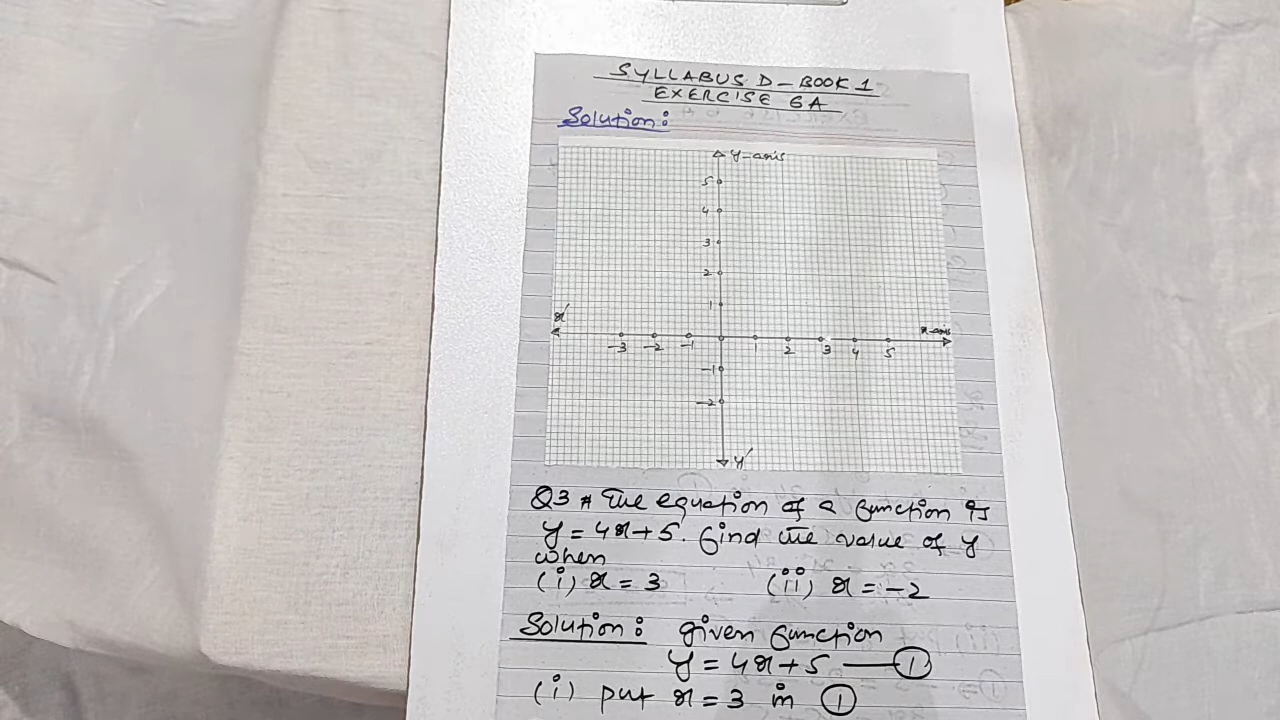 SYLLABUS D - BOOK 1
EXERCISE 6A
Solution:
y-axis
5
4
3
2
1
x'
x-axis
-3 -2 -1 1 2 3 4 5
-1
-2
y'
Q3 * The equation of a function is
y = 4x+5. Find the value of y
when
(i) x = 3 (ii) x = -2
Solution: given function
y = 4x+5 — ①
(i) put x = 3 in ①